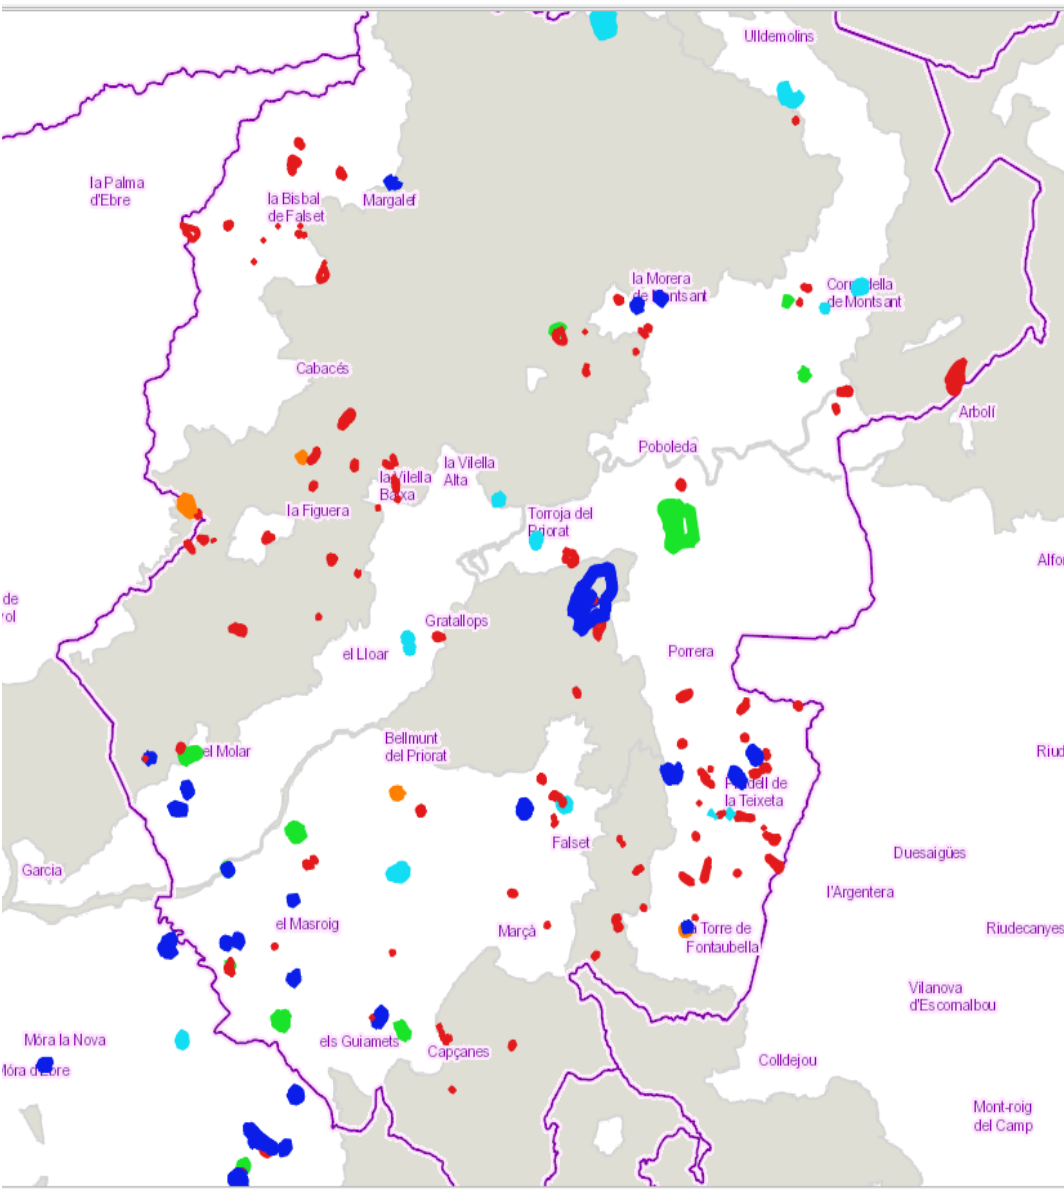 Ulldemolins
la Palma
d'Ebre
la Bisbal
de Falset
Margalef
la Morera
de Montsant
Cornudella
de Montsant
Cabacés
Arbolí
Poboleda
la Vilella
Alta
la Vilella
Baixa
la Figuera
Torroja del
Priorat
Alfo
de
Gratallops
el Lloar
Porrera
Bellmunt
del Priorat
el Molar
Riud
Pradell de
la Teixeta
Falset
Duesaigües
Garcia
l'Argentera
el Masroig
Marçà
la Torre de
Fontaubella
Riudecanyes
Vilanova
d'Escornalbou
Móra la Nova
els Guiamets
Capçanes
Colldejou
Móra d'Ebre
Mont-roig
del Camp